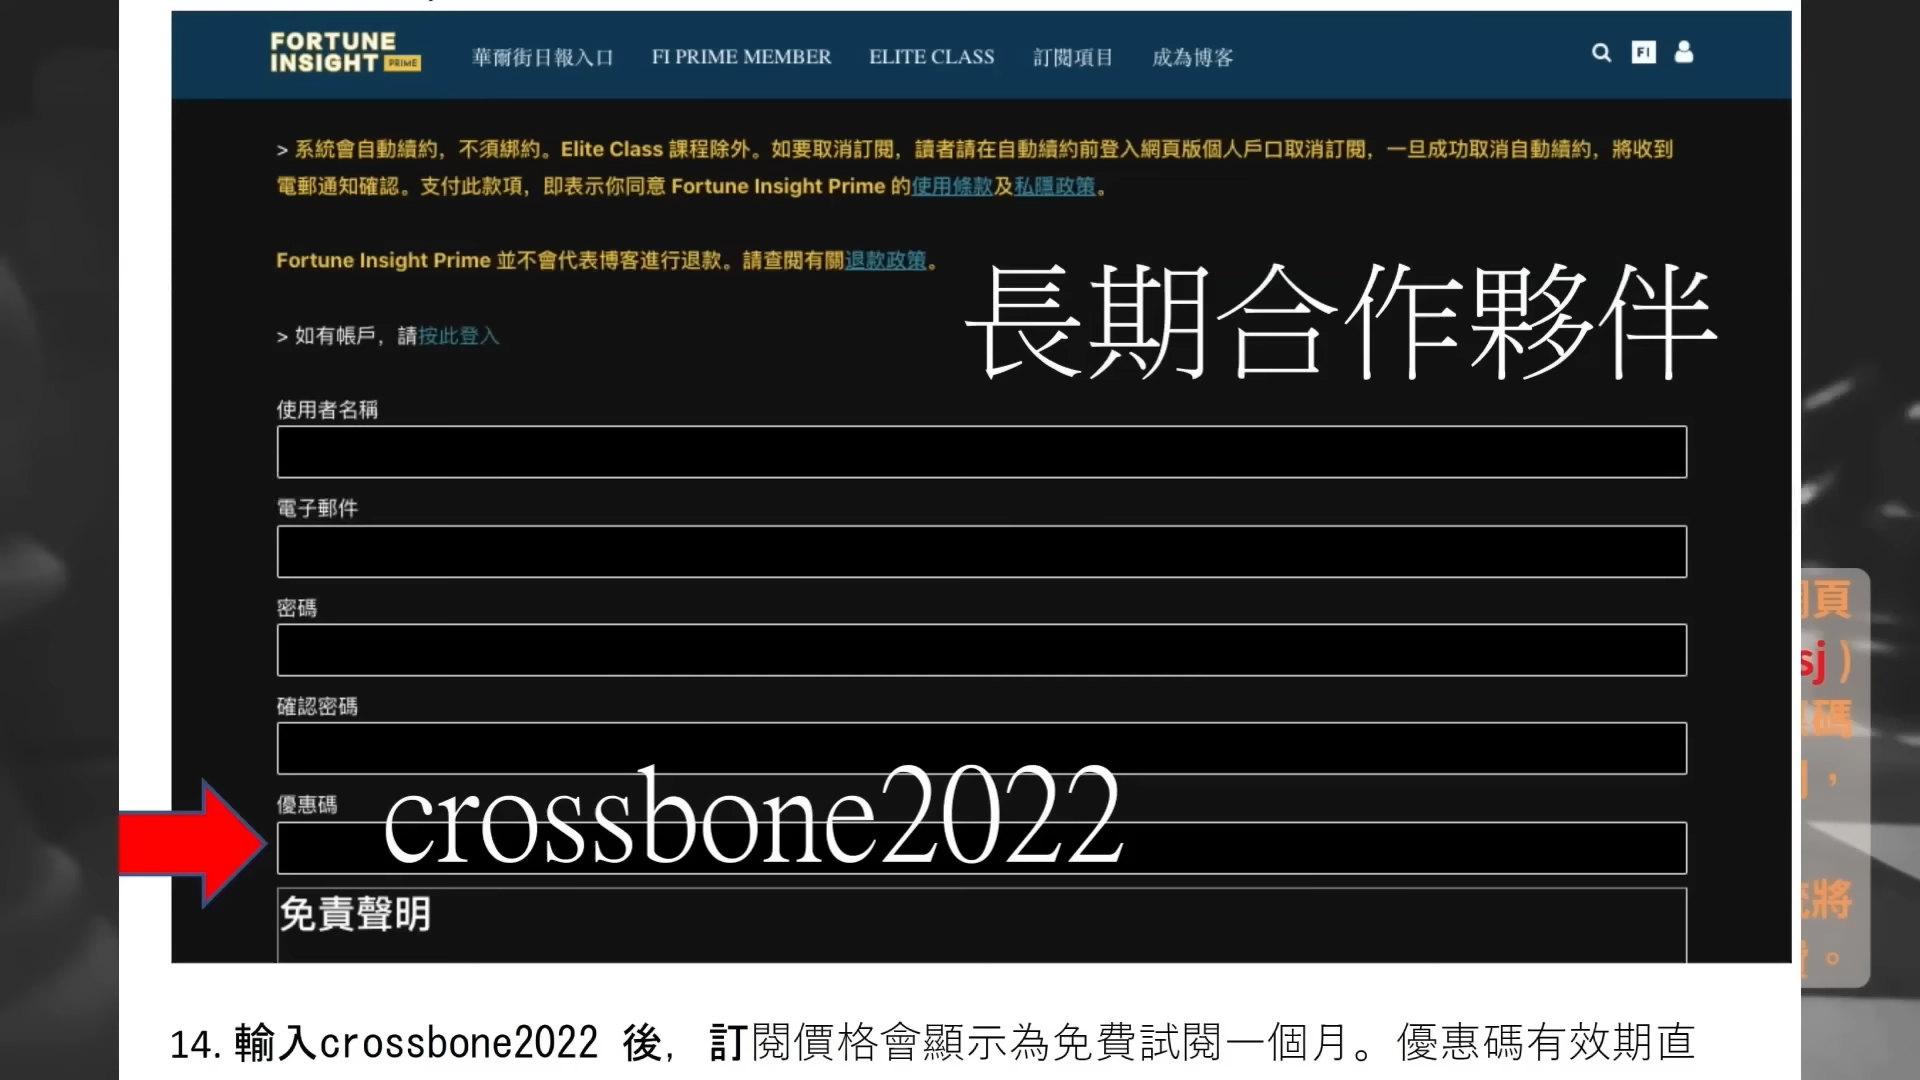 FORTUNE
INSIGHT PRIME
華爾街日報入口 FI PRIME MEMBER ELITE CLASS 訂閱項目 成為博客
FI
> 系統會自動續約，不須綁約。Elite Class 課程除外。如要取消訂閱，讀者請在自動續約前登入網頁版個人戶口取消訂閱，一旦成功取消自動續約，將收到
電郵通知確認。支付此款項，即表示你同意 Fortune Insight Prime 的使用條款及私隱政策。
Fortune Insight Prime 並不會代表博客進行退款。請查閱有關退款政策。
長期合作夥伴
> 如有帳戶，請按此登入
使用者名稱
電子郵件
密碼
確認密碼
優惠碼
crossbone2022
免責聲明
頁
sj )
碼
，
將
。
14. 輸入crossbone2022 後，訂閱價格會顯示為免費試閱一個月。優惠碼有效期直